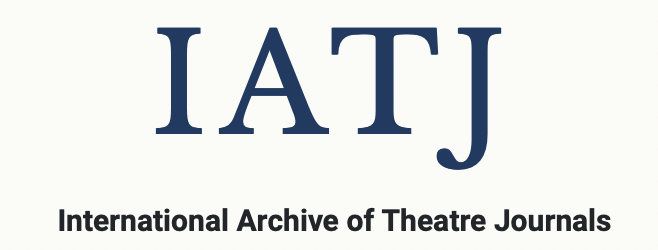 IATJ
International Archive of Theatre Journals